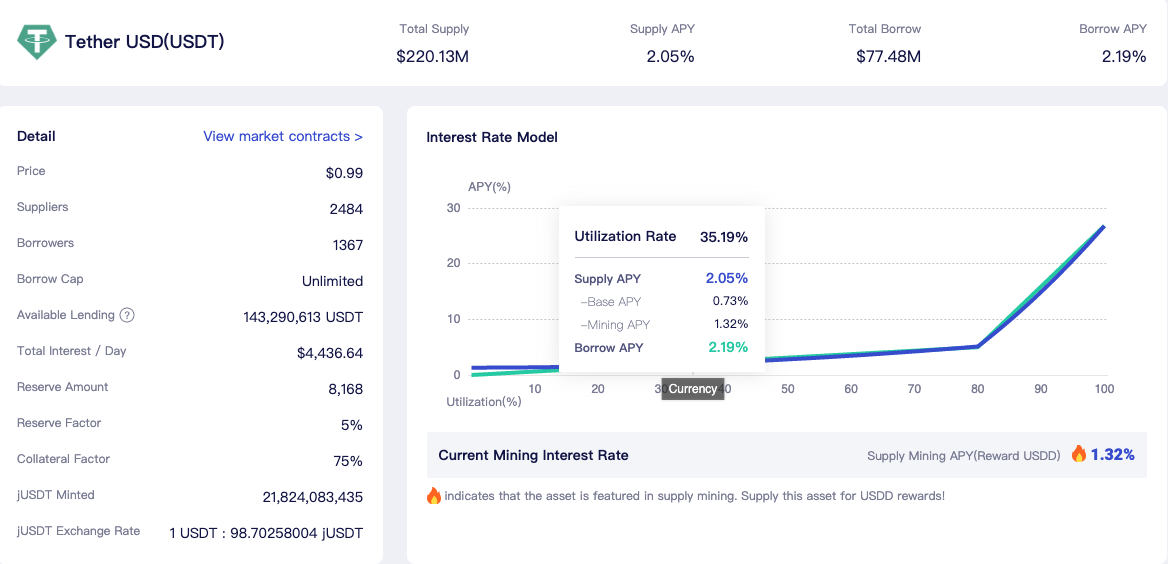 Tether USD(USDT)
Total Supply
$220.13M
Supply APY
2.05%
Total Borrow
$77.48M
Borrow APY
2.19%
Detail
View market contracts >
Price $0.99
Suppliers 2484
Borrowers 1367
Borrow Cap Unlimited
Available Lending ? 143,290,613 USDT
Total Interest / Day $4,436.64
Reserve Amount 8,168
Reserve Factor 5%
Collateral Factor 75%
jUSDT Minted 21,824,083,435
jUSDT Exchange Rate 1 USDT : 98.70258004 jUSDT
Interest Rate Model
APY(%)
30
20
10
0
Utilization Rate 35.19%
Supply APY 2.05%
–Base APY 0.73%
–Mining APY 1.32%
Borrow APY 2.19%
10 20 30 40 50 60 70 80 90 100
Currency
Utilization(%)
Current Mining Interest Rate
Supply Mining APY(Reward USDD) 1.32%
indicates that the asset is featured in supply mining. Supply this asset for USDD rewards!